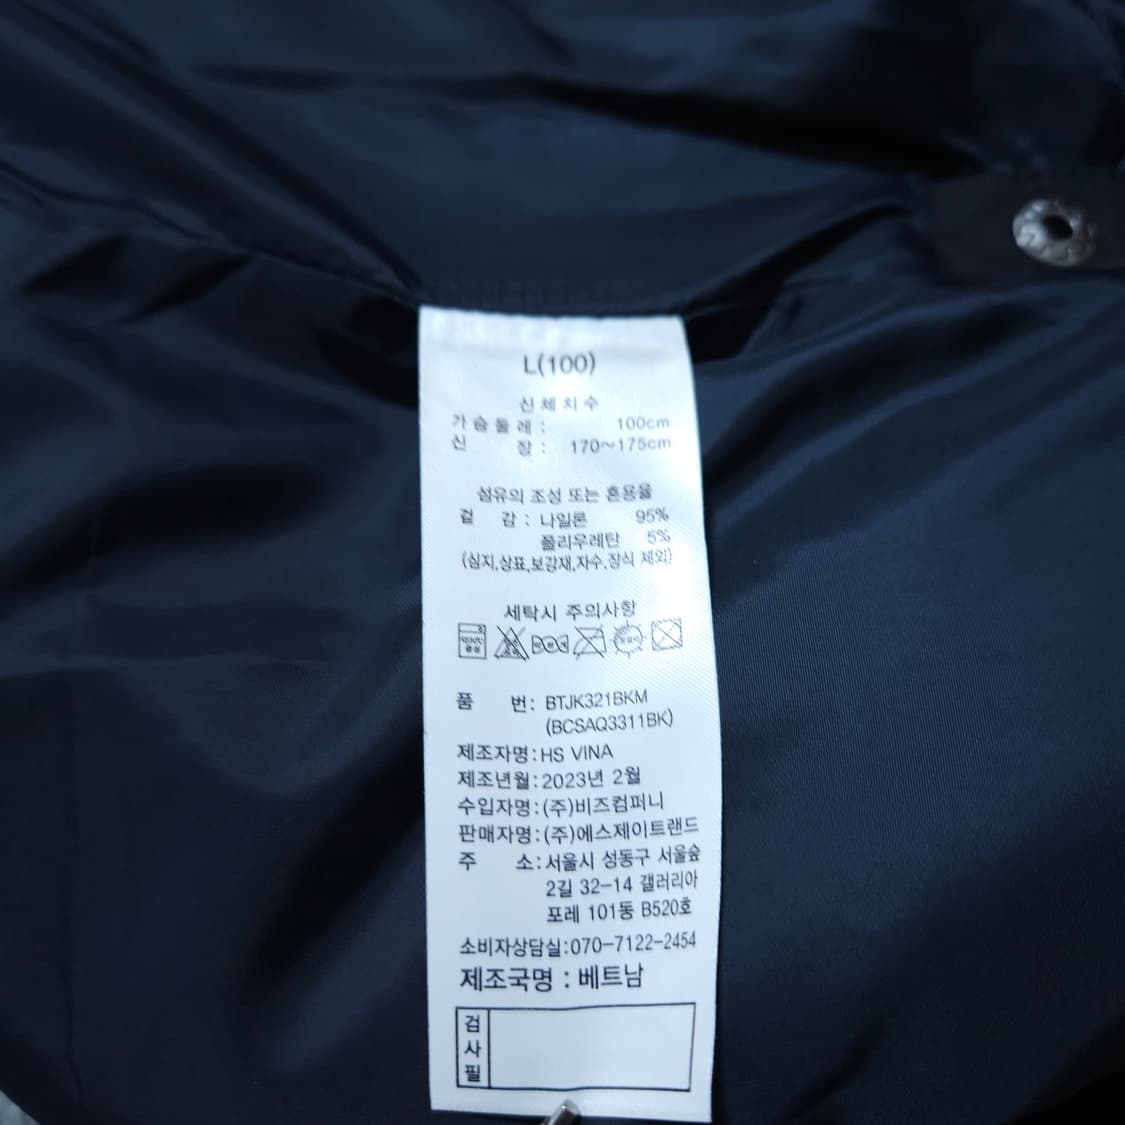 L(100)
신체치수
가슴둘레 : 100cm
신 장 : 170~175cm
섬유의 조성 또는 혼용율
겉 감 : 나일론 95%
폴리우레탄 5%
(심지,상표,보강재,자수,장식 제외)
세탁시 주의사항
품 번: BTJK321BKM
(BCSAQ3311BK)
제조자명:HS VINA
제조년월:2023년 2월
수입자명:(주)비즈컴퍼니
판매자명:(주)에스제이트랜드
주 소:서울시 성동구 서울숲
2길 32-14 갤러리아
포레 101동 B520호
소비자상담실:070-7122-2454
제조국명 : 베트남
검
사
필